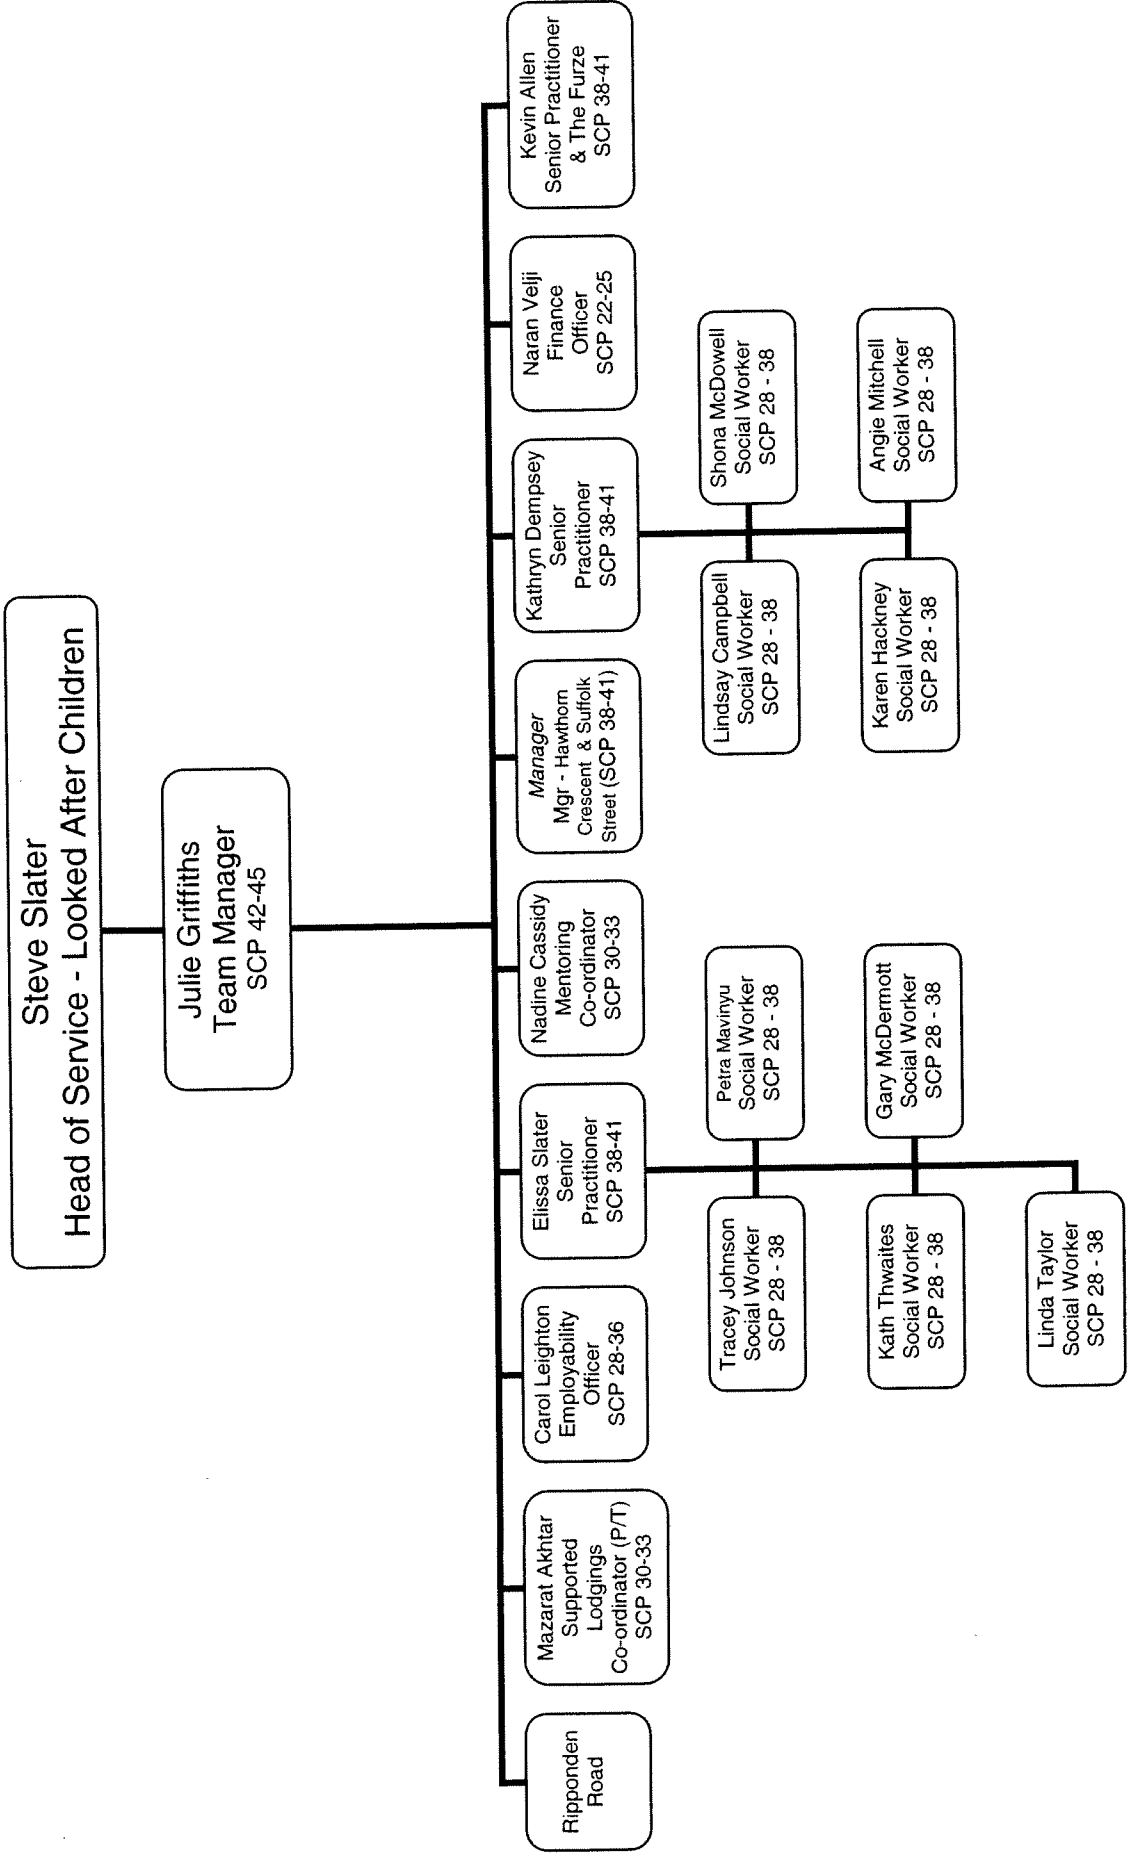 Steve Slater
Head of Service - Looked After Children
Julie Griffiths
Team Manager
SCP 42-45
Ripponden
Road
Mazarat Akhtar
Supported
Lodgings
Co-ordinator (P/T)
SCP 30-33
Carol Leighton
Employability
Officer
SCP 28-36
Elissa Slater
Senior
Practitioner
SCP 38-41
Nadine Cassidy
Mentoring
Co-ordinator
SCP 30-33
Manager
Mgr - Hawthorn
Crescent & Suffolk
Street (SCP 38-41)
Kathryn Dempsey
Senior
Practitioner
SCP 38-41
Naran Velji
Finance
Officer
SCP 22-25
Kevin Allen
Senior Practitioner
& The Furze
SCP 38-41
Tracey Johnson
Social Worker
SCP 28 - 38
Petra Mavinyu
Social Worker
SCP 28 - 38
Kath Thwaites
Social Worker
SCP 28 - 38
Gary McDermott
Social Worker
SCP 28 - 38
Linda Taylor
Social Worker
SCP 28 - 38
Lindsay Campbell
Social Worker
SCP 28 - 38
Shona McDowell
Social Worker
SCP 28 - 38
Karen Hackney
Social Worker
SCP 28 - 38
Angie Mitchell
Social Worker
SCP 28 - 38